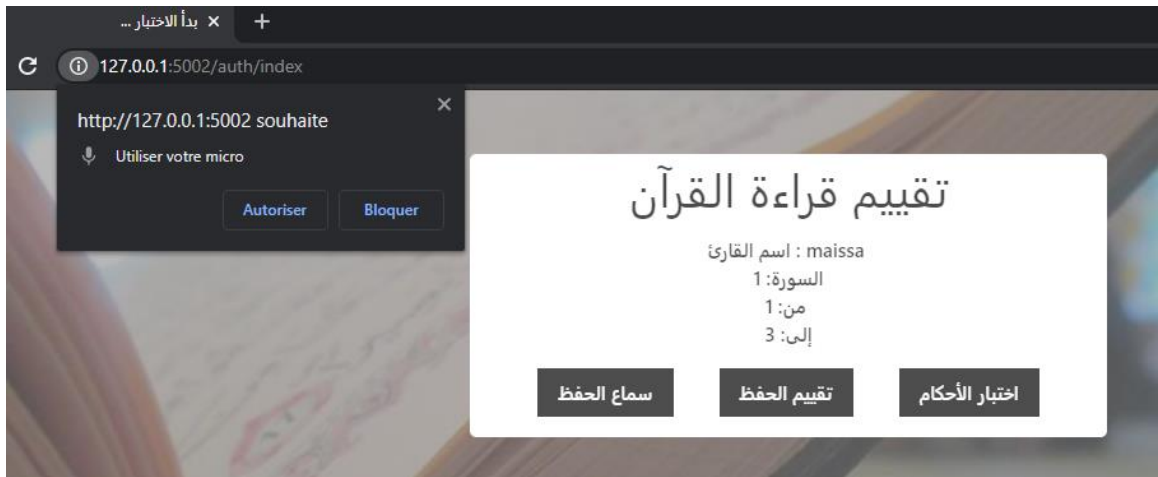 بدأ الاختبار ...
127.0.0.1:5002/auth/index
http://127.0.0.1:5002 souhaite
Utiliser votre micro
Autoriser Bloquer
تقييم قراءة القرآن
maissa : اسم القارئ
السورة: 1
من: 1
إلى: 3
اختبار الأحكام تقييم الحفظ سماع الحفظ